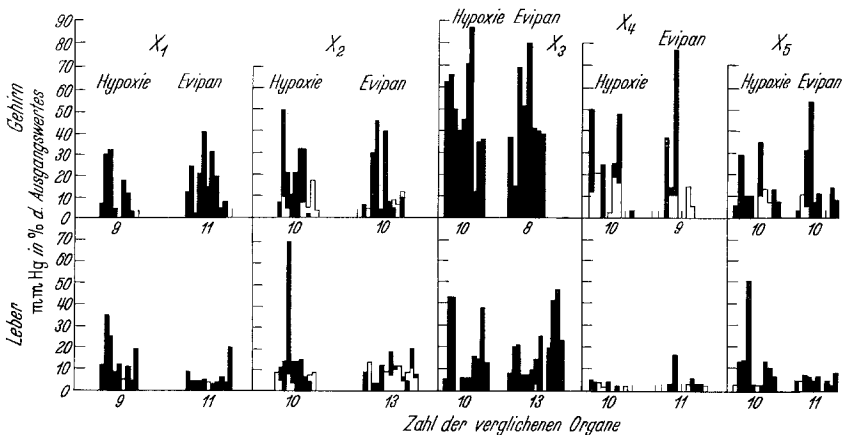 X1 X2 X3 X4 X5
Hypoxie Evipan Hypoxie Evipan Hypoxie Evipan Hypoxie Evipan Hypoxie Evipan
Gehirn
90
80
70
60
50
40
30
20
10
0
9 11 10 10 10 8 10 9 10 10
mm Hg in % d. Ausgangswertes
Leber
70
60
50
40
30
20
10
0
9 11 10 13 10 13 10 11 10 11
Zahl der verglichenen Organe